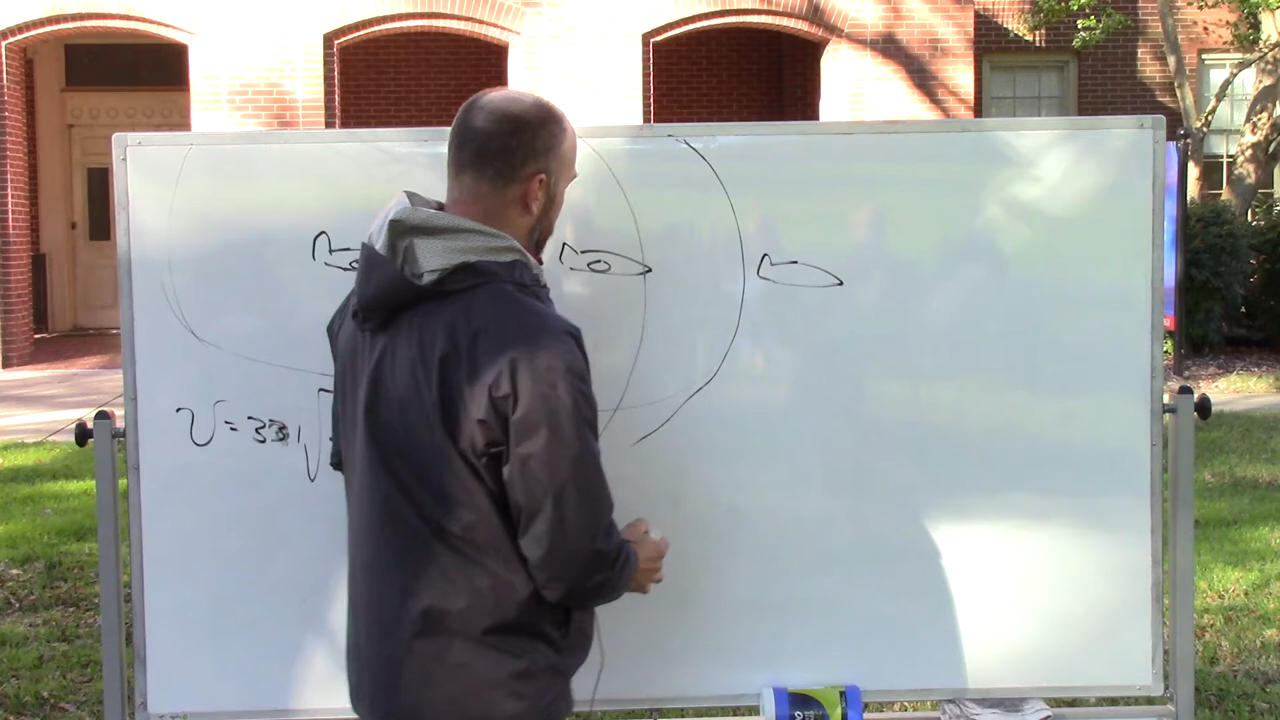 v = 331 √